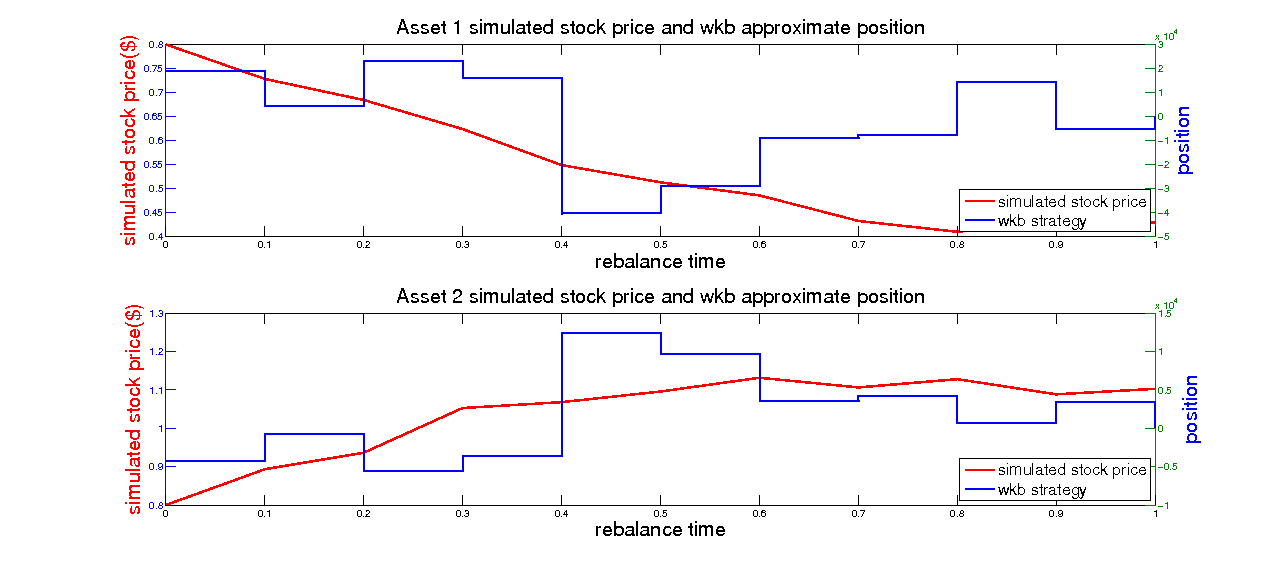 Asset 1 simulated stock price and wkb approximate position
x 10^4
simulated stock price($)
0.8
0.75
0.7
0.65
0.6
0.55
0.5
0.45
0.4
3
2
1
0
−1
−2
−3
−4
−5
position
simulated stock price
wkb strategy
0 0.1 0.2 0.3 0.4 0.5 0.6 0.7 0.8 0.9 1
rebalance time
Asset 2 simulated stock price and wkb approximate position
x 10^4
simulated stock price($)
1.3
1.2
1.1
1
0.9
0.8
1.5
1
0.5
0
−0.5
−1
position
simulated stock price
wkb strategy
0 0.1 0.2 0.3 0.4 0.5 0.6 0.7 0.8 0.9 1
rebalance time